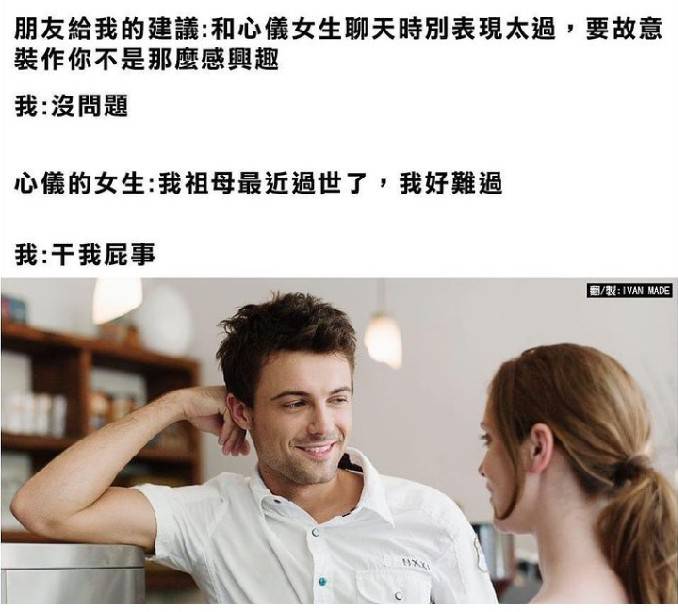 朋友給我的建議:和心儀女生聊天時別表現太過，要故意
裝作你不是那麼感興趣
我:沒問題
心儀的女生:我祖母最近過世了，我好難過
我:干我屁事
翻/製:IVAN MADE